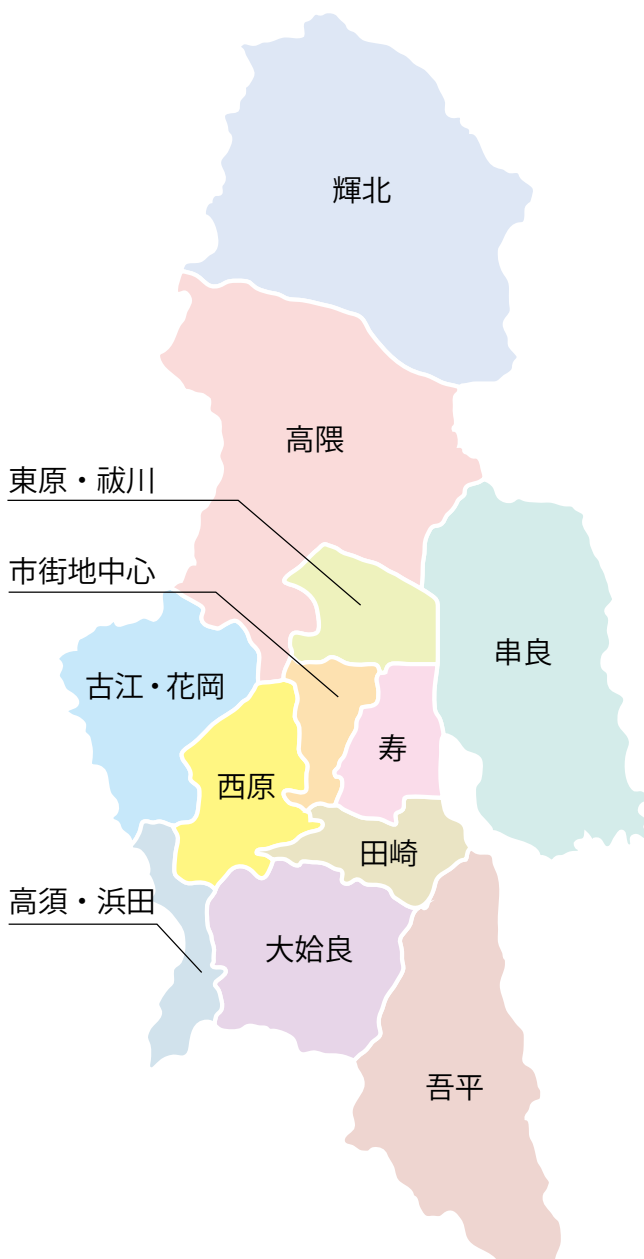 輝北
高隈
東原・祓川
市街地中心
串良
古江・花岡
寿
西原
田崎
高須・浜田
大姶良
吾平